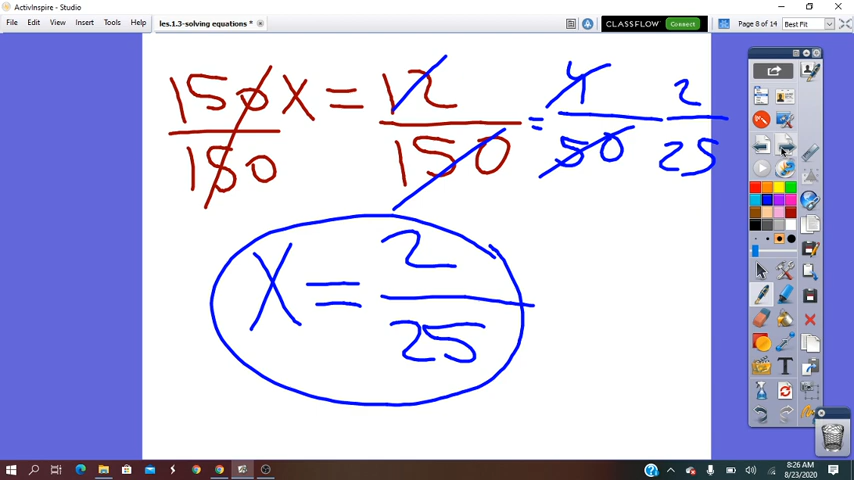 ActivInspire - Studio
File Edit View Insert Tools Help
CLASSFLOW Connect
Page 8 of 14
Best Fit
les.1.3-solving equations *
150x = 12 = 4 2
150 150 50 25
x = 2
25
T
8:26 AM
8/23/2020